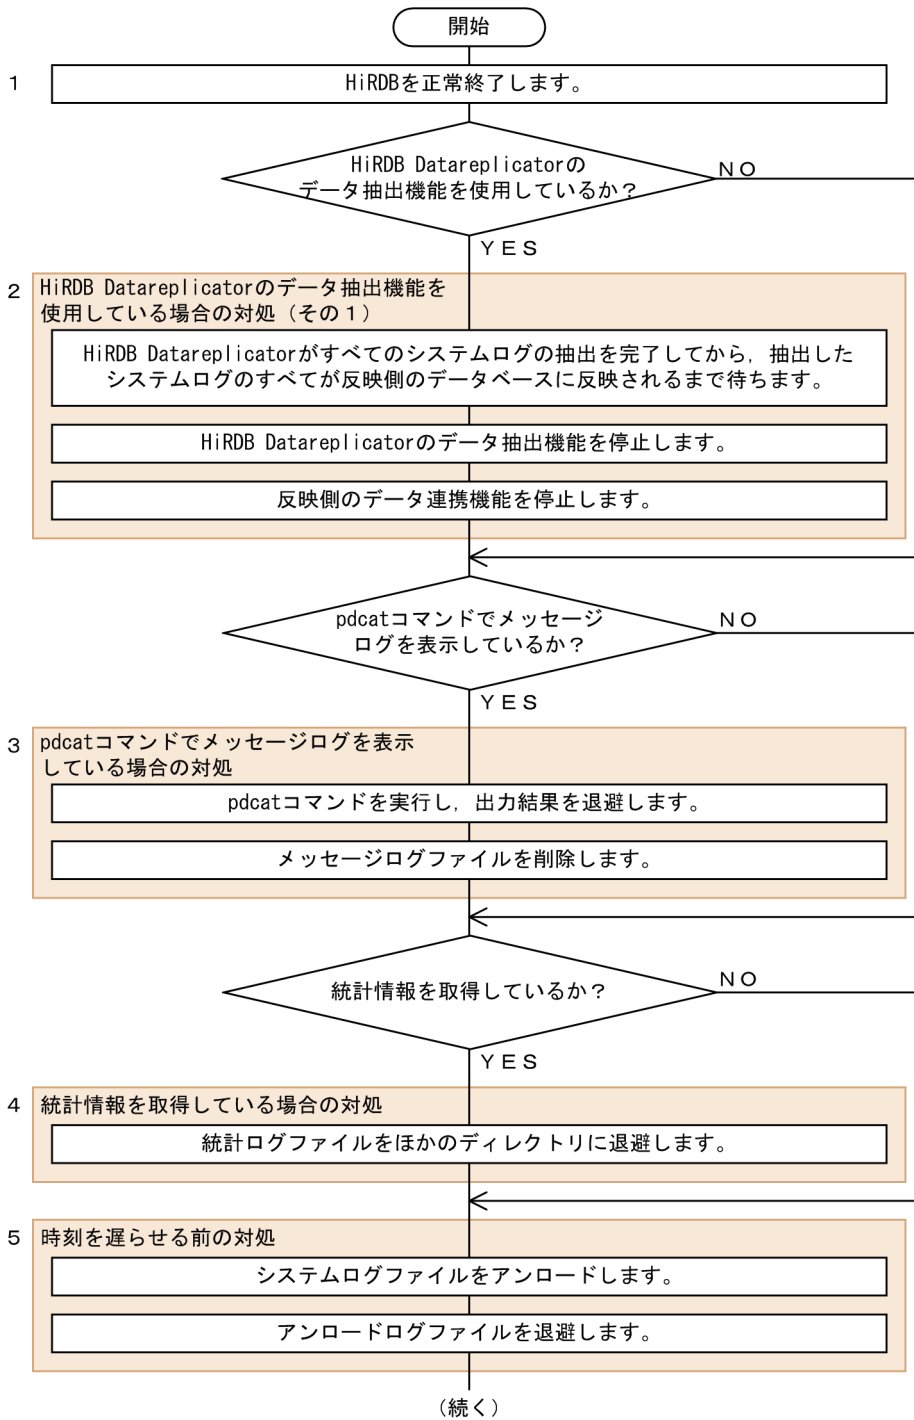 開始
1
HiRDBを正常終了します。
HiRDB Datareplicatorの
データ抽出機能を使用しているか？
NO
YES
2
HiRDB Datareplicatorのデータ抽出機能を
使用している場合の対処（その１）
HiRDB Datareplicatorがすべてのシステムログの抽出を完了してから，抽出した
システムログのすべてが反映側のデータベースに反映されるまで待ちます。
HiRDB Datareplicatorのデータ抽出機能を停止します。
反映側のデータ連携機能を停止します。
pdcatコマンドでメッセージ
ログを表示しているか？
NO
YES
3
pdcatコマンドでメッセージログを表示
している場合の対処
pdcatコマンドを実行し，出力結果を退避します。
メッセージログファイルを削除します。
統計情報を取得しているか？
NO
YES
4
統計情報を取得している場合の対処
統計ログファイルをほかのディレクトリに退避します。
5
時刻を遅らせる前の対処
システムログファイルをアンロードします。
アンロードログファイルを退避します。
（続く）